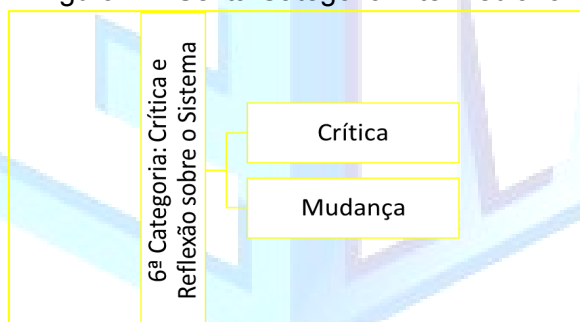 6ª Categoria: Crítica e
Reflexão sobre o Sistema
Crítica
Mudança